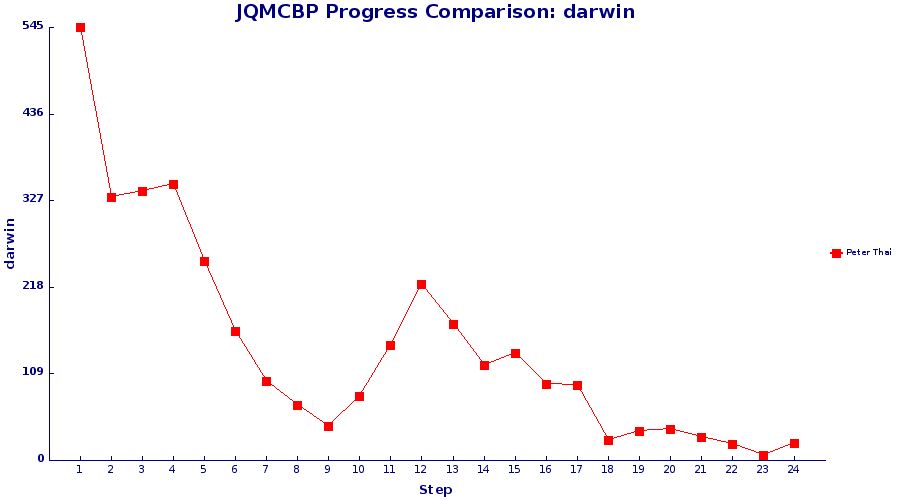 JQMCBP Progress Comparison: darwin
545
436
327
218
109
0
darwin
1 2 3 4 5 6 7 8 9 10 11 12 13 14 15 16 17 18 19 20 21 22 23 24
Step
Peter Thai